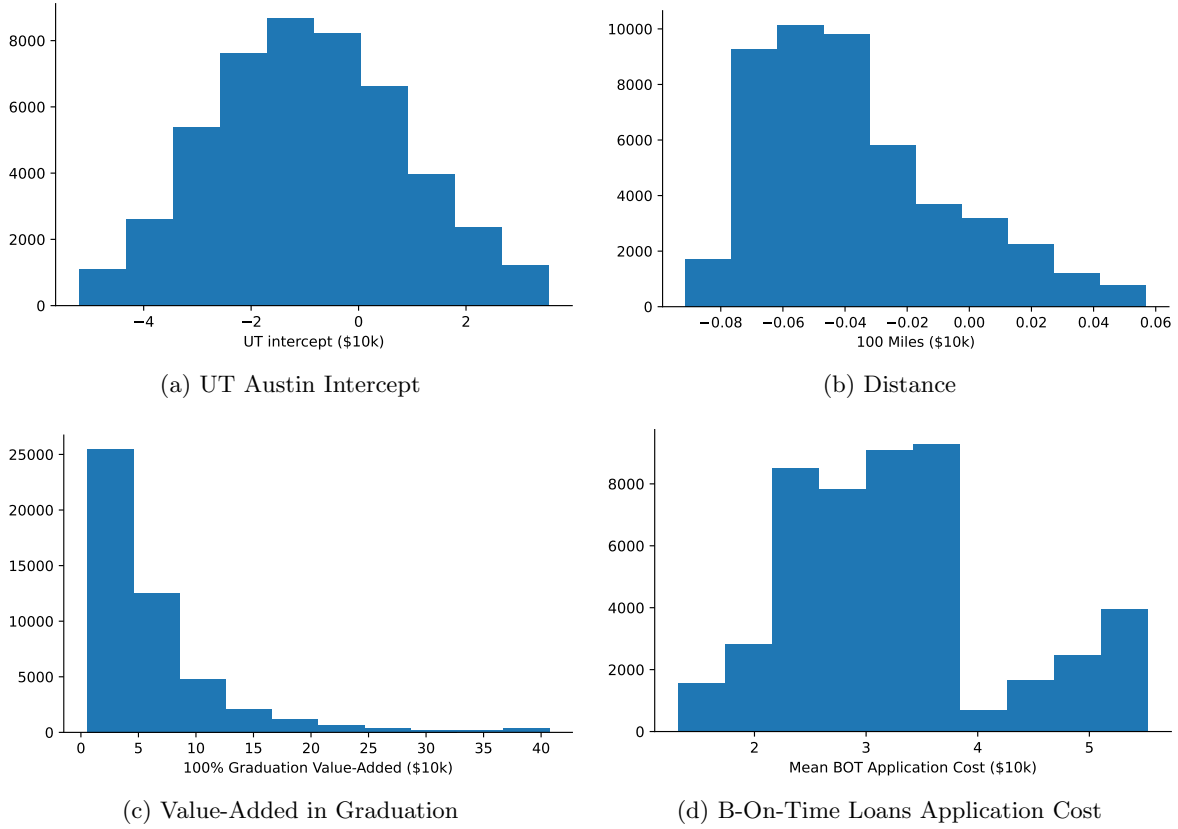 8000
6000
4000
2000
0
−4 −2 0 2
UT intercept ($10k)
(a) UT Austin Intercept
10000
8000
6000
4000
2000
0
−0.08 −0.06 −0.04 −0.02 0.00 0.02 0.04 0.06
100 Miles ($10k)
(b) Distance
25000
20000
15000
10000
5000
0
0 5 10 15 20 25 30 35 40
100% Graduation Value-Added ($10k)
(c) Value-Added in Graduation
8000
6000
4000
2000
0
2 3 4 5
Mean BOT Application Cost ($10k)
(d) B-On-Time Loans Application Cost